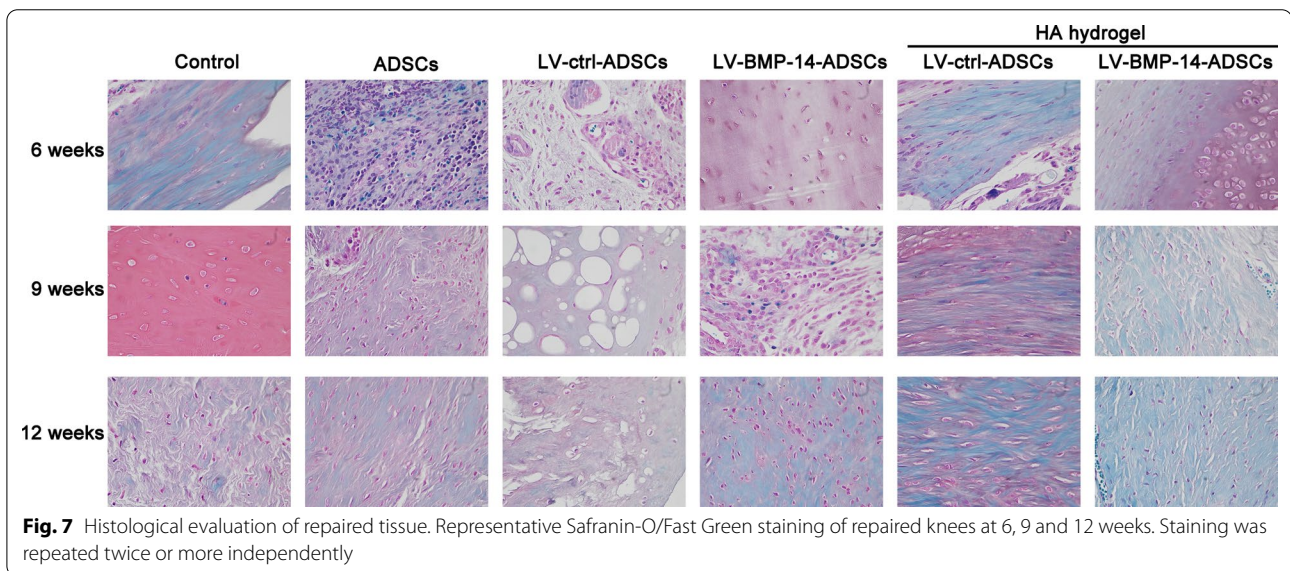 HA hydrogel
Control ADSCs LV-ctrl-ADSCs LV-BMP-14-ADSCs LV-ctrl-ADSCs LV-BMP-14-ADSCs
6 weeks
9 weeks
12 weeks
Fig. 7 Histological evaluation of repaired tissue. Representative Safranin-O/Fast Green staining of repaired knees at 6, 9 and 12 weeks. Staining was
repeated twice or more independently